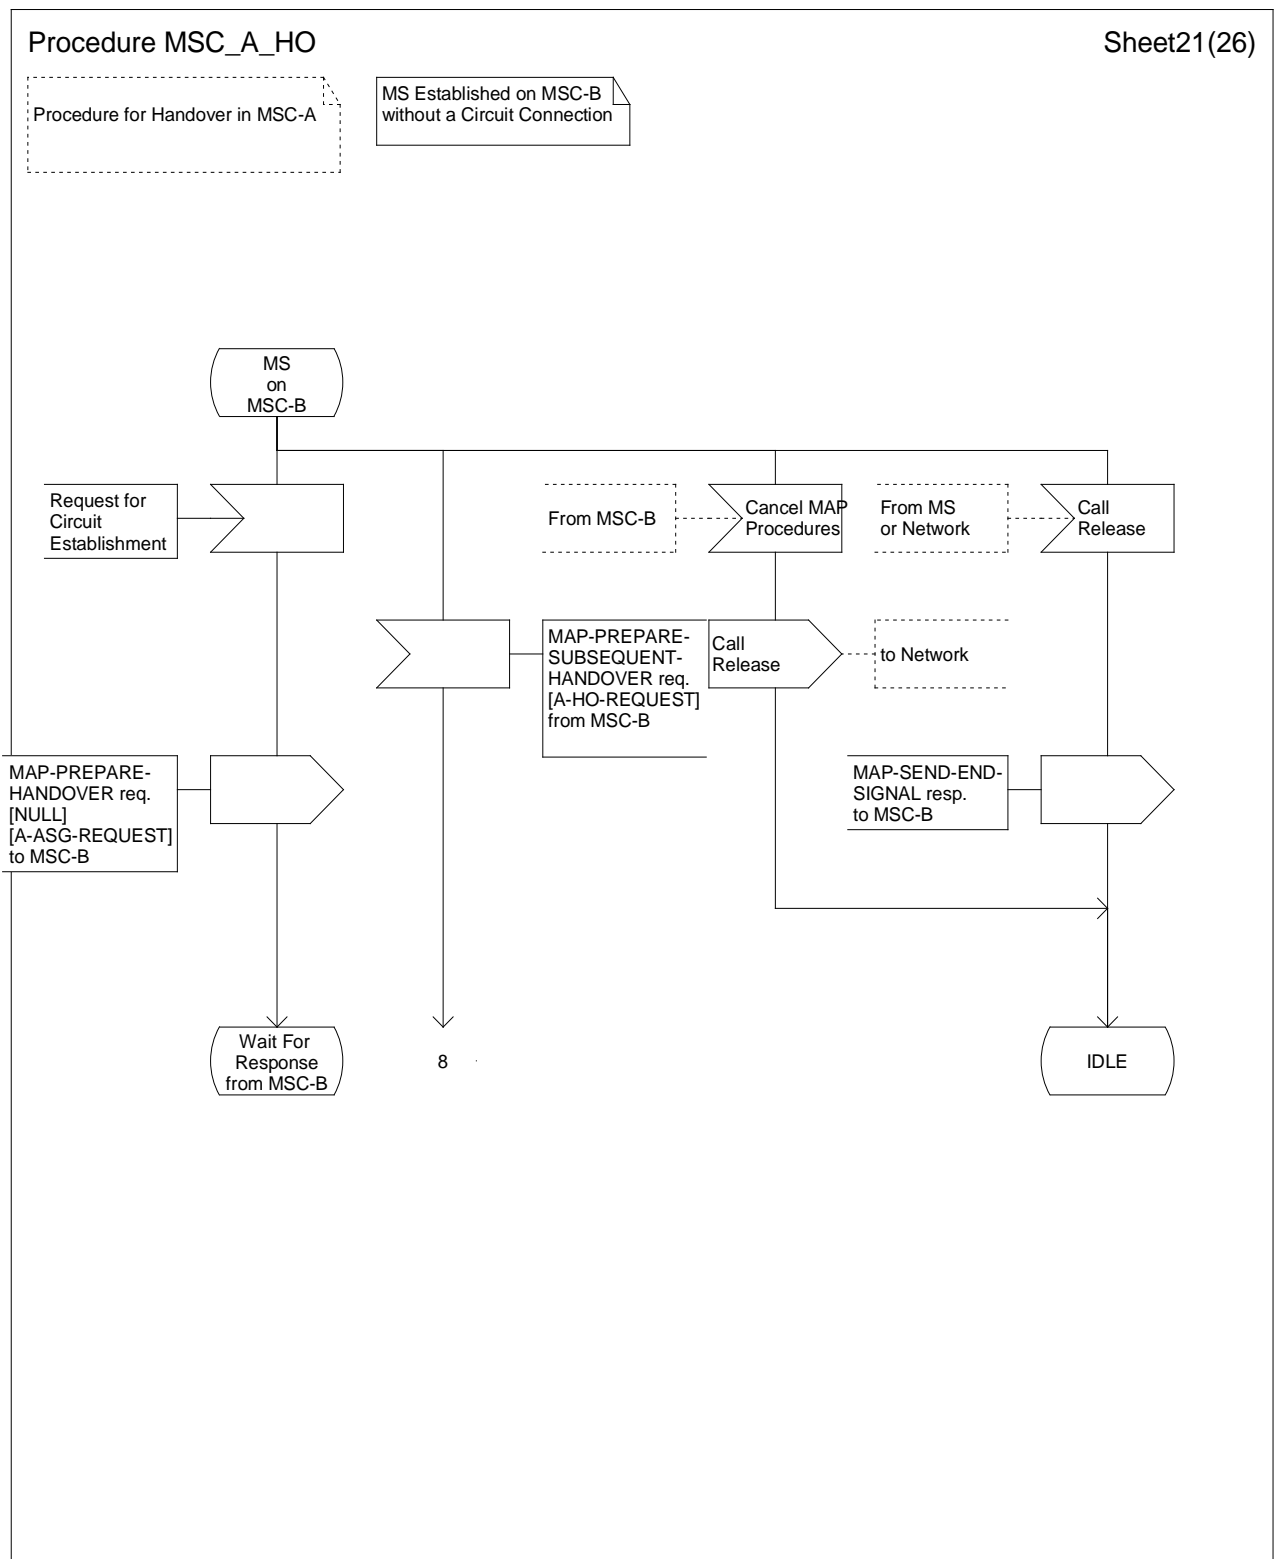 Procedure MSC_A_HO
Sheet21(26)
Procedure for Handover in MSC-A
MS Established on MSC-B
without a Circuit Connection
MS
on
MSC-B
Request for
Circuit
Establishment
From MSC-B
Cancel MAP
Procedures
From MS
or Network
Call
Release
MAP-PREPARE-
SUBSEQUENT-
HANDOVER req.
[A-HO-REQUEST]
from MSC-B
Call
Release
to Network
MAP-PREPARE-
HANDOVER req.
[NULL]
[A-ASG-REQUEST]
to MSC-B
MAP-SEND-END-
SIGNAL resp.
to MSC-B
Wait For
Response
from MSC-B
8
IDLE